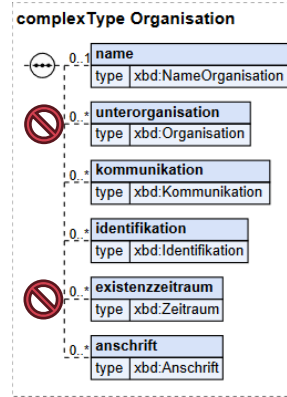 complexType Organisation
0..1 name
type xbd:NameOrganisation
0..* unterorganisation
type xbd:Organisation
0..* kommunikation
type xbd:Kommunikation
0..* identifikation
type xbd:Identifikation
0..* existenzzeitraum
type xbd:Zeitraum
0..* anschrift
type xbd:Anschrift